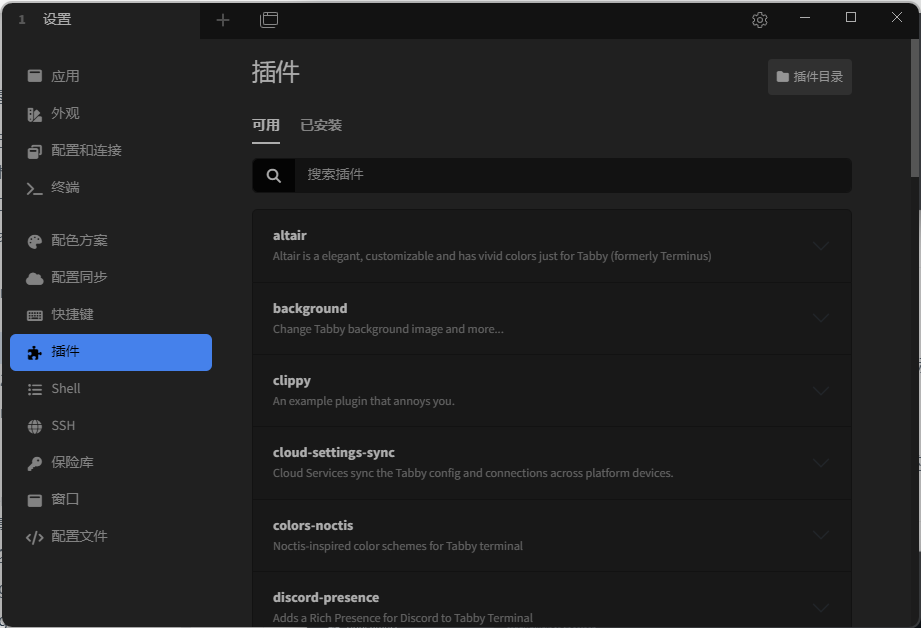 1 设置
应用
外观
配置和连接
终端
配色方案
配置同步
快捷键
插件
Shell
SSH
保险库
窗口
配置文件
插件
插件目录
可用 已安装
搜索插件
altair
Altair is a elegant, customizable and has vivid colors just for Tabby (formerly Terminus)
background
Change Tabby background image and more...
clippy
An example plugin that annoys you.
cloud-settings-sync
Cloud Services sync the Tabby config and connections across platform devices.
colors-noctis
Noctis-inspired color schemes for Tabby terminal
discord-presence
Adds a Rich Presence for Discord to Tabby Terminal